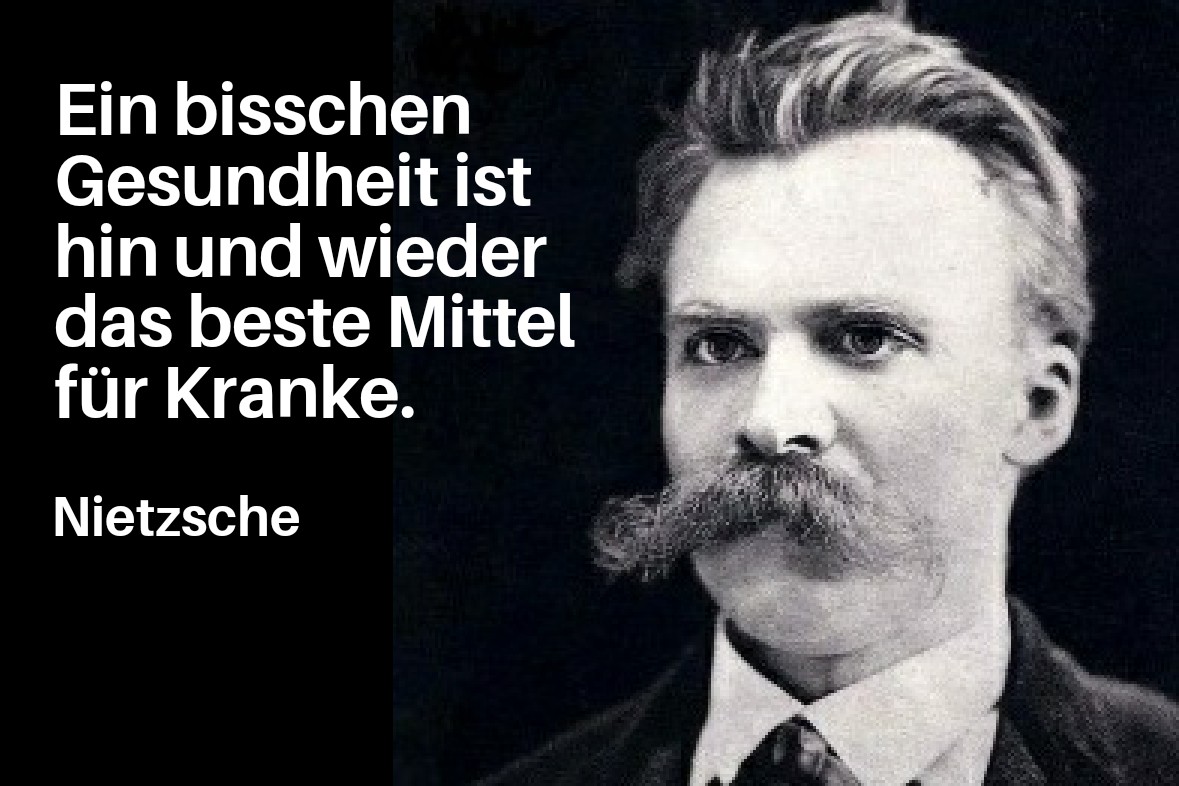 Ein bisschen
Gesundheit ist
hin und wieder
das beste Mittel
für Kranke.
Nietzsche